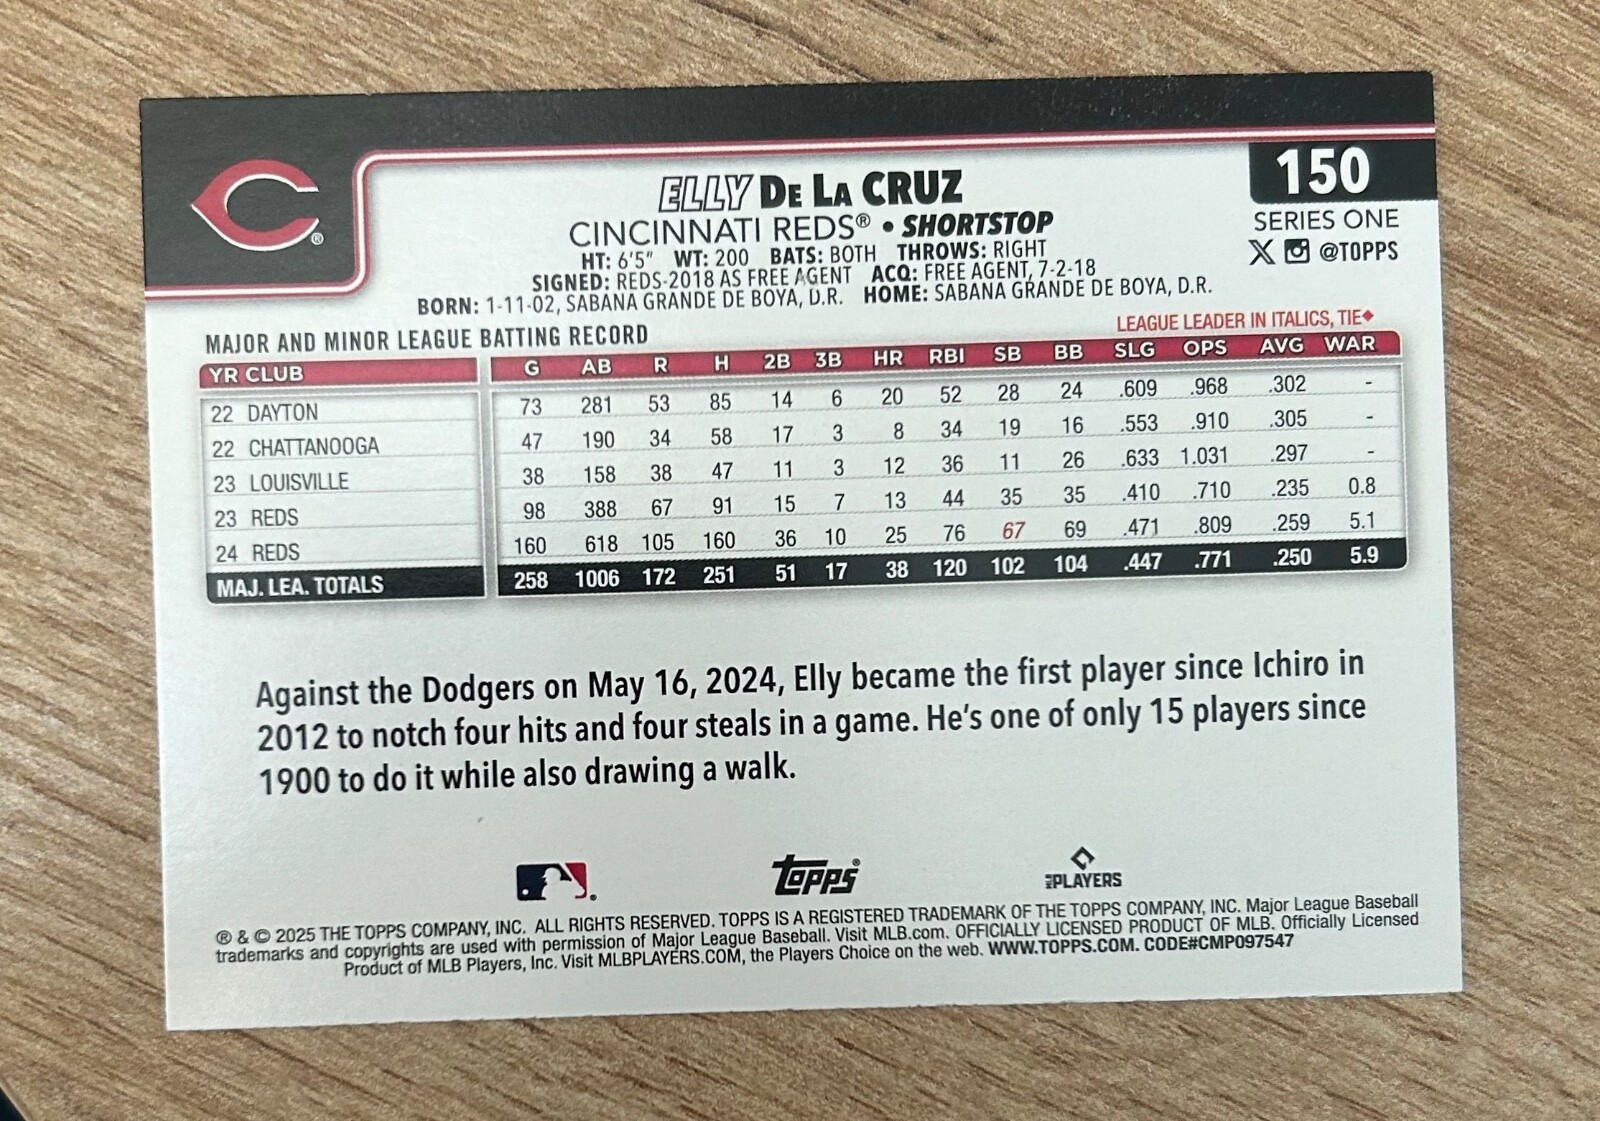 150
ELLY DE LA CRUZ
SERIES ONE
CINCINNATI REDS® • SHORTSTOP
X @TOPPS
HT: 6'5" WT: 200 BATS: BOTH THROWS: RIGHT
SIGNED: REDS-2018 AS FREE AGENT ACQ: FREE AGENT, 7-2-18
BORN: 1-11-02, SABANA GRANDE DE BOYA, D.R. HOME: SABANA GRANDE DE BOYA, D.R.
MAJOR AND MINOR LEAGUE BATTING RECORD LEAGUE LEADER IN ITALICS, TIE◆
YR CLUB G AB R H 2B 3B HR RBI SB BB SLG OPS AVG WAR
22 DAYTON 73 281 53 85 14 6 20 52 28 24 .609 .968 .302 -
22 CHATTANOOGA 47 190 34 58 17 3 8 34 19 16 .553 .910 .305 -
23 LOUISVILLE 38 158 38 47 11 3 12 36 11 26 .633 1.031 .297 -
23 REDS 98 388 67 91 15 7 13 44 35 35 .410 .710 .235 0.8
24 REDS 160 618 105 160 36 10 25 76 67 69 .471 .809 .259 5.1
MAJ. LEA. TOTALS 258 1006 172 251 51 17 38 120 102 104 .447 .771 .250 5.9
Against the Dodgers on May 16, 2024, Elly became the first player since Ichiro in
2012 to notch four hits and four steals in a game. He's one of only 15 players since
1900 to do it while also drawing a walk.
TOPPS®
MLB PLAYERS
® & © 2025 THE TOPPS COMPANY, INC. ALL RIGHTS RESERVED. TOPPS IS A REGISTERED TRADEMARK OF THE TOPPS COMPANY, INC. Major League Baseball
trademarks and copyrights are used with permission of Major League Baseball. Visit MLB.com. OFFICIALLY LICENSED PRODUCT OF MLB. Officially Licensed
Product of MLB Players, Inc. Visit MLBPLAYERS.COM, the Players Choice on the web. WWW.TOPPS.COM. CODE#CMP097547